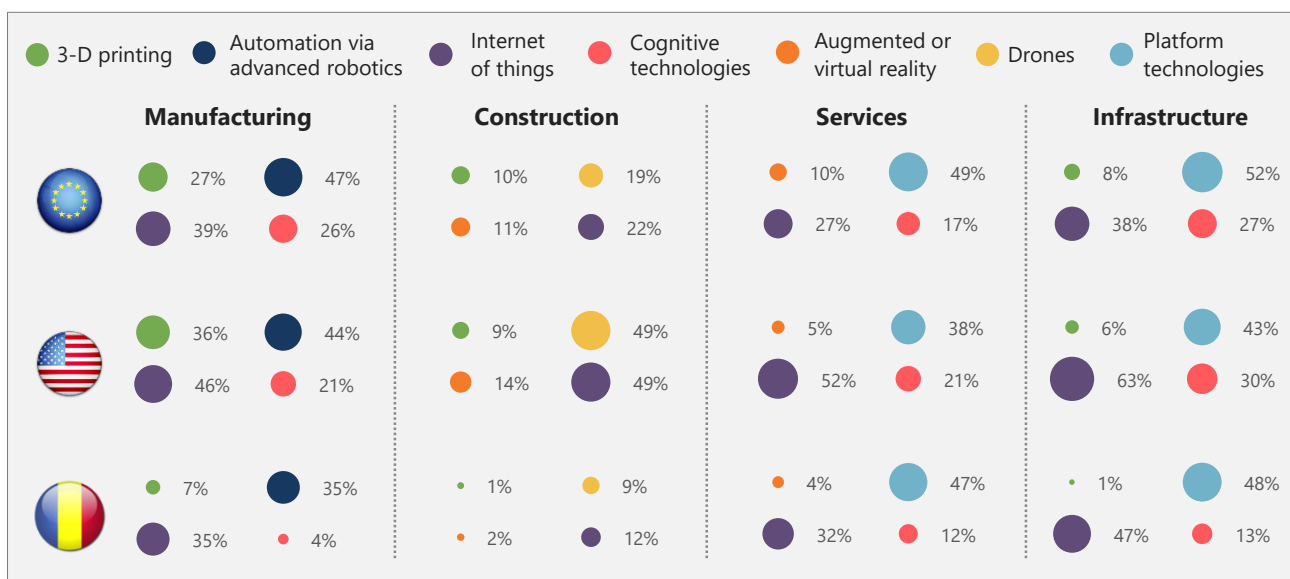 3-D printing
Automation via
advanced robotics
Internet
of things
Cognitive
technologies
Augmented or
virtual reality
Drones
Platform
technologies
Manufacturing
Construction
Services
Infrastructure
27% 47% 10% 19% 10% 49% 8% 52%
39% 26% 11% 22% 27% 17% 38% 27%
36% 44% 9% 49% 5% 38% 6% 43%
46% 21% 14% 49% 52% 21% 63% 30%
7% 35% 1% 9% 4% 47% 1% 48%
35% 4% 2% 12% 32% 12% 47% 13%